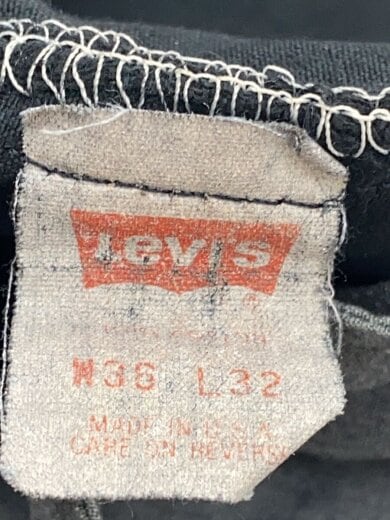 Levi's
®
W36 L32
MADE IN U.S.A.
CARE ON REVERSE